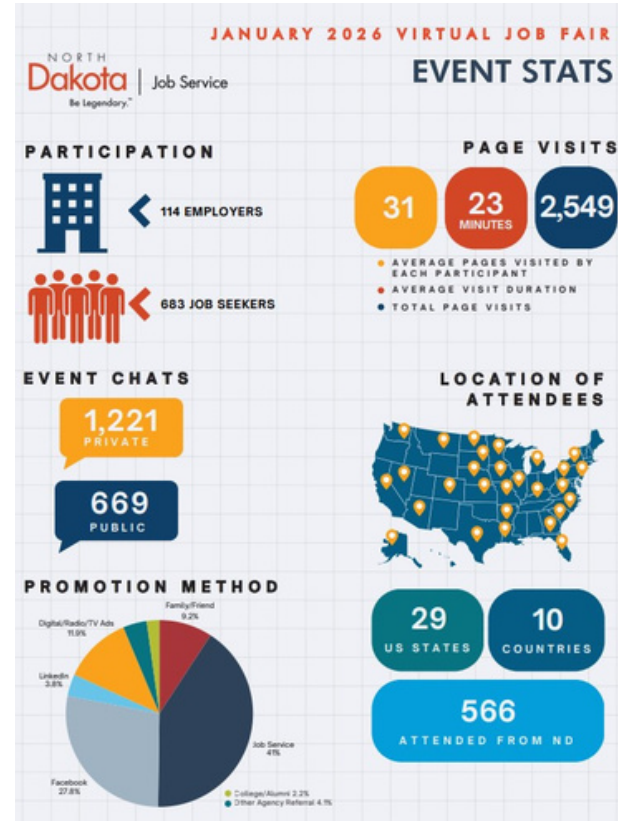 JANUARY 2026 VIRTUAL JOB FAIR
EVENT STATS
NORTH
Dakota | Job Service
Be Legendary.™
PARTICIPATION
114 EMPLOYERS
683 JOB SEEKERS
PAGE VISITS
31
23
MINUTES
2,549
AVERAGE PAGES VISITED BY
EACH PARTICIPANT
AVERAGE VISIT DURATION
TOTAL PAGE VISITS
EVENT CHATS
1,221
PRIVATE
669
PUBLIC
LOCATION OF
ATTENDEES
29
US STATES
10
COUNTRIES
566
ATTENDED FROM ND
PROMOTION METHOD
Family/Friend
9.2%
Digital/Radio/TV Ads
11.9%
LinkedIn
3.8%
Facebook
27.8%
Job Service
41%
College/Alumni 2.2%
Other Agency Referral 4.1%